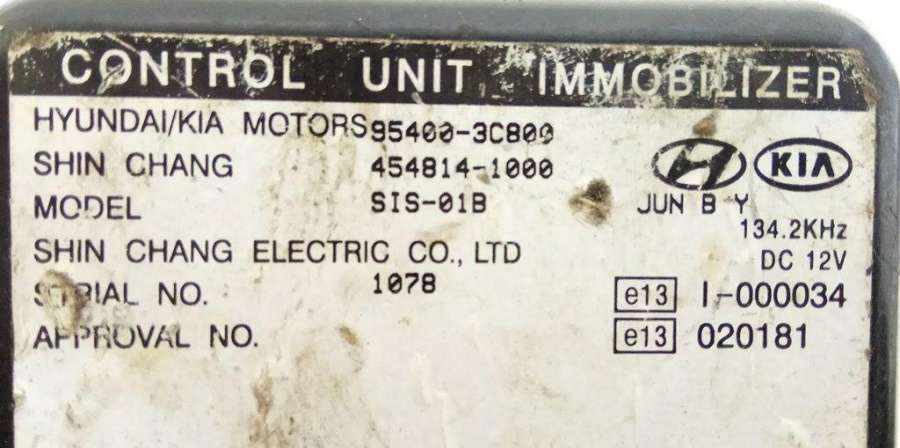 CONTROL UNIT IMMOBILIZER
HYUNDAI/KIA MOTORS 95400-3C800
SHIN CHANG 454814-1000
KIA
MODEL SIS-01B
JUN B Y
134.2KHz
SHIN CHANG ELECTRIC CO., LTD
DC 12V
SERIAL NO. 1078
e13 I-000034
APPROVAL NO. e13 020181